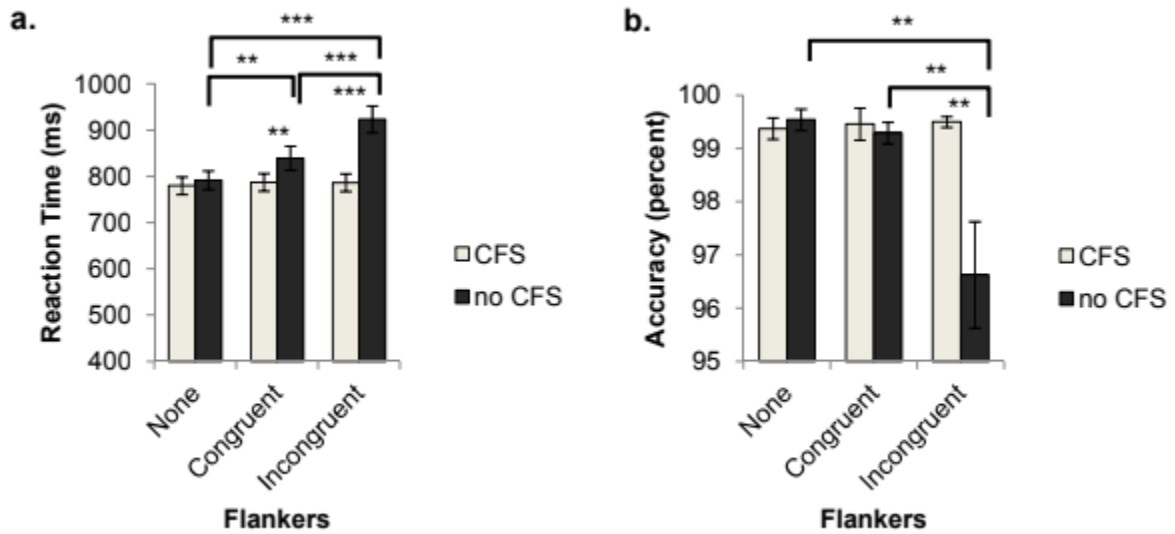 a.
***
**
***
1000
900
800
700
600
500
400
***
**
Reaction Time (ms)
None
Congruent
Incongruent
Flankers
CFS
no CFS
b.
**
**
**
100
99
98
97
96
95
Accuracy (percent)
None
Congruent
Incongruent
Flankers
CFS
no CFS